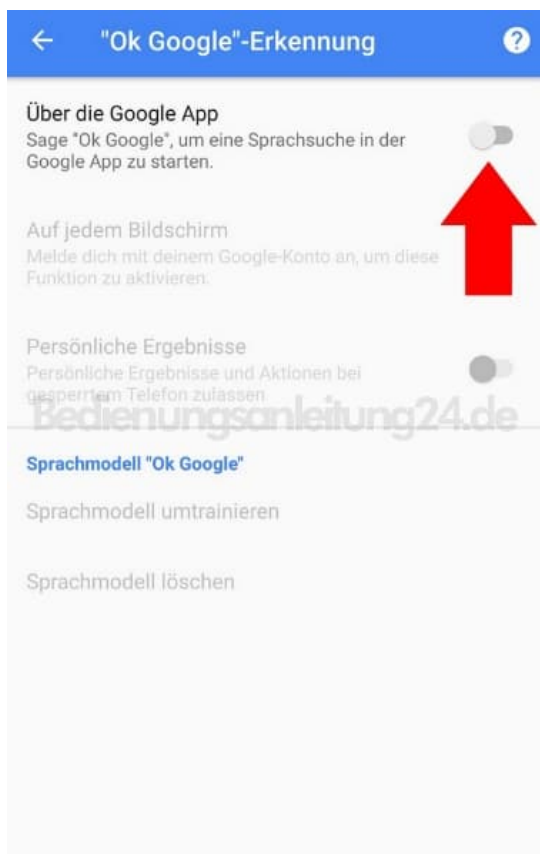 "Ok Google"-Erkennung
Über die Google App
Sage "Ok Google", um eine Sprachsuche in der
Google App zu starten.
Auf jedem Bildschirm
Melde dich mit deinem Google-Konto an, um diese
Funktion zu aktivieren.
Persönliche Ergebnisse
Persönliche Ergebnisse und Aktionen bei
gesperrtem Telefon zulassen
Bedienungsanleitung24.de
Sprachmodell "Ok Google"
Sprachmodell umtrainieren
Sprachmodell löschen